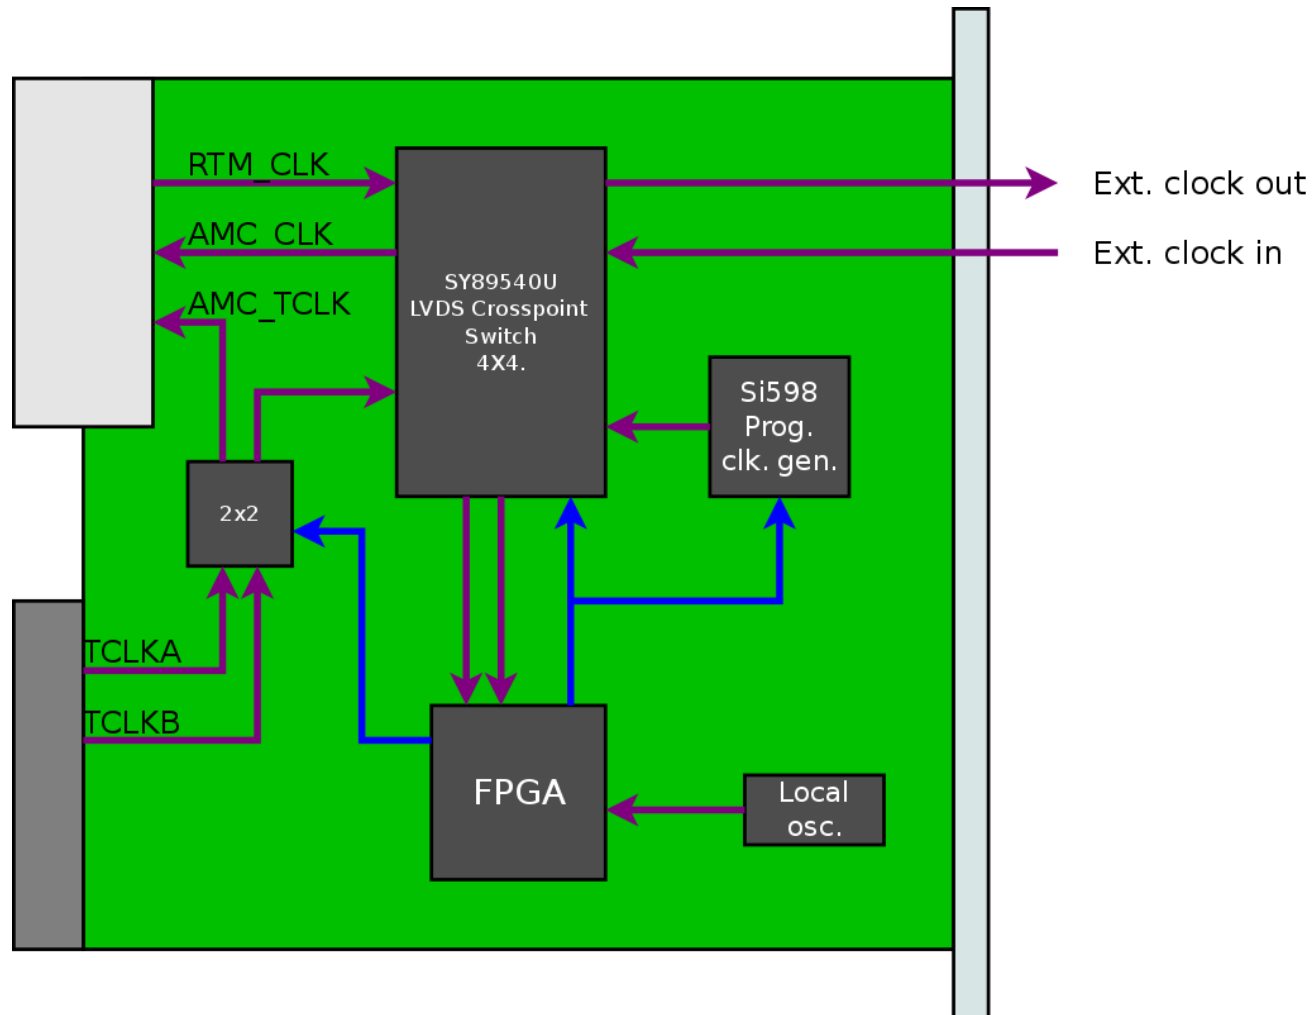 RTM_CLK
Ext. clock out
AMC_CLK
Ext. clock in
SY89540U
LVDS Crosspoint
Switch
4X4.
AMC_TCLK
Si598
Prog.
clk. gen.
2x2
TCLKA
TCLKB
FPGA
Local
osc.